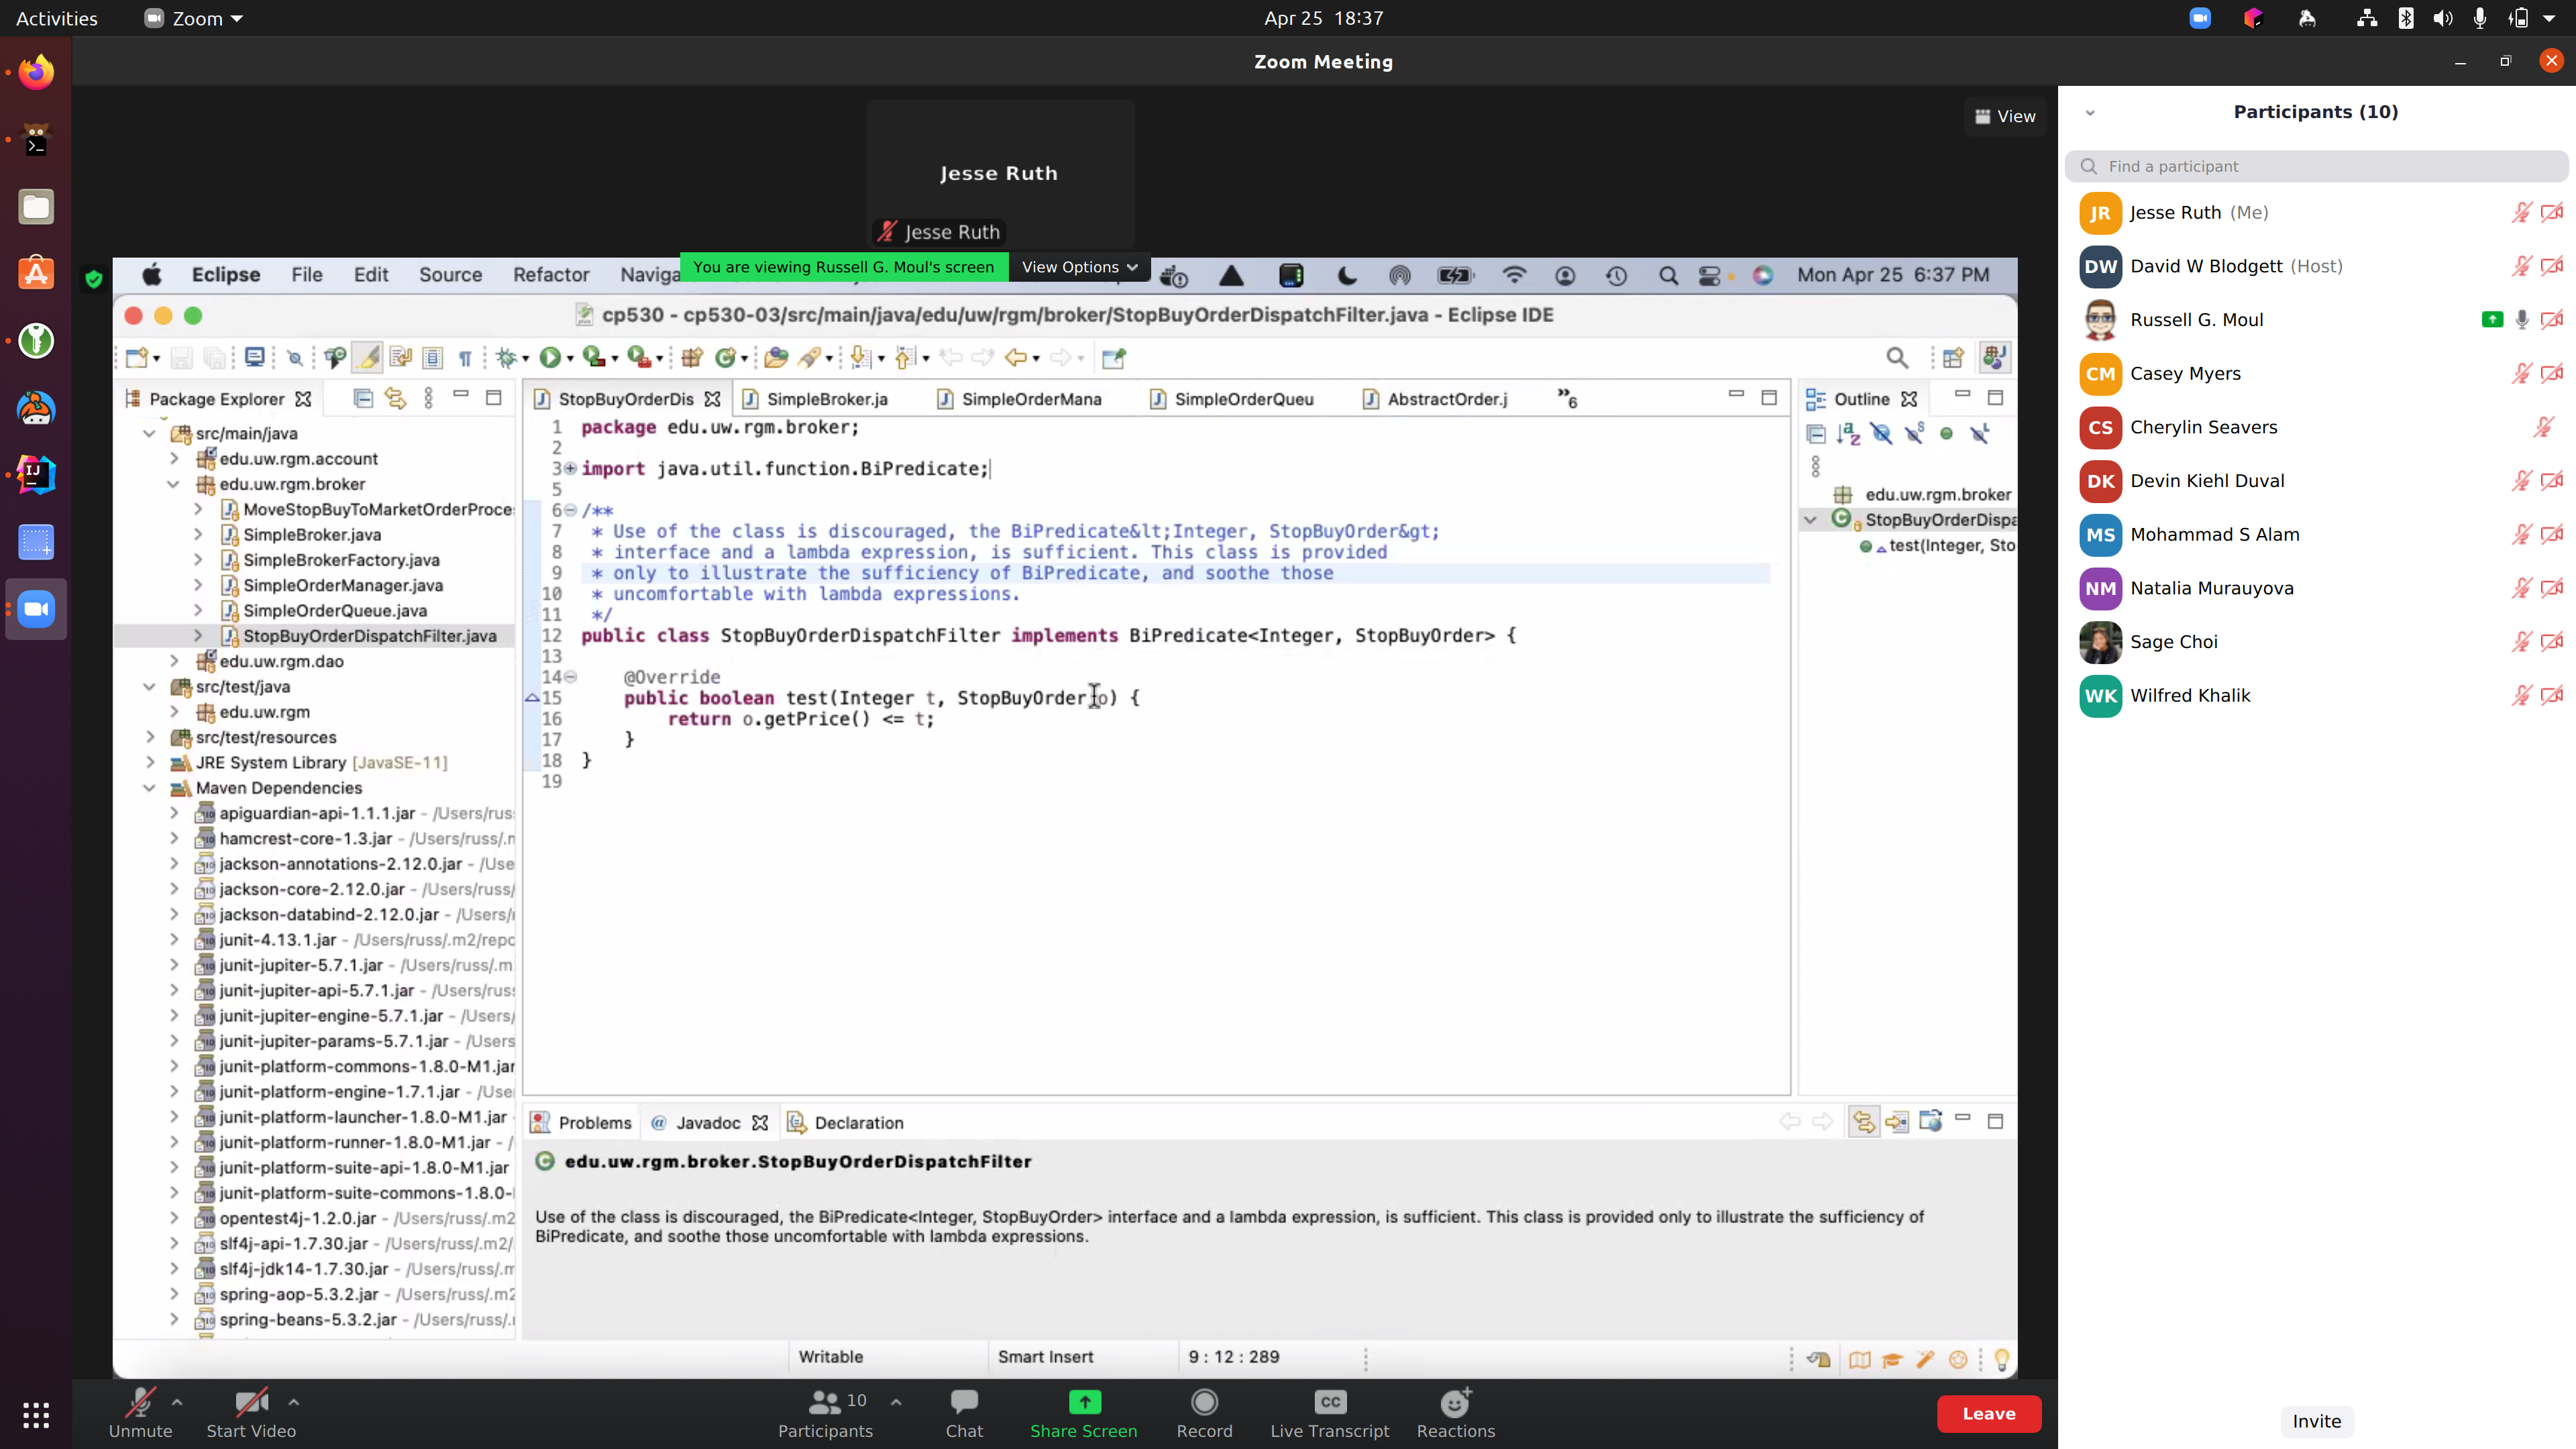 Activities
Zoom
Apr 25 18:37
Zoom Meeting
View
Jesse Ruth
Jesse Ruth
You are viewing Russell G. Moul's screen
View Options
Eclipse File Edit Source Refactor Naviga
Mon Apr 25 6:37 PM
cp530 - cp530-03/src/main/java/edu/uw/rgm/broker/StopBuyOrderDispatchFilter.java - Eclipse IDE
Package Explorer
src/main/java
edu.uw.rgm.account
edu.uw.rgm.broker
MoveStopBuyToMarketOrderProce
SimpleBroker.java
SimpleBrokerFactory.java
SimpleOrderManager.java
SimpleOrderQueue.java
StopBuyOrderDispatchFilter.java
edu.uw.rgm.dao
src/test/java
edu.uw.rgm
src/test/resources
JRE System Library [JavaSE-11]
Maven Dependencies
apiguardian-api-1.1.1.jar - /Users/rus
hamcrest-core-1.3.jar - /Users/russ/.m
jackson-annotations-2.12.0.jar - /Use
jackson-core-2.12.0.jar - /Users/russ/
jackson-databind-2.12.0.jar - /Users/r
junit-4.13.1.jar - /Users/russ/.m2/repo
junit-jupiter-5.7.1.jar - /Users/russ/.m
junit-jupiter-api-5.7.1.jar - /Users/rus
junit-jupiter-engine-5.7.1.jar - /Users
junit-jupiter-params-5.7.1.jar - /Users
junit-platform-commons-1.8.0-M1.jar
junit-platform-engine-1.7.1.jar - /Use
junit-platform-launcher-1.8.0-M1.jar
junit-platform-runner-1.8.0-M1.jar - /
junit-platform-suite-api-1.8.0-M1.jar
junit-platform-suite-commons-1.8.0-
opentest4j-1.2.0.jar - /Users/russ/.m2
slf4j-api-1.7.30.jar - /Users/russ/.m2/
slf4j-jdk14-1.7.30.jar - /Users/russ/.m
spring-aop-5.3.2.jar - /Users/russ/.m2
spring-beans-5.3.2.jar - /Users/russ/.
StopBuyOrderDis
SimpleBroker.ja
SimpleOrderMana
SimpleOrderQueu
AbstractOrder.j
»6
1 package edu.uw.rgm.broker;
2
3 import java.util.function.BiPredicate;
5
6 /**
7 * Use of the class is discouraged, the BiPredicate&lt;Integer, StopBuyOrder&gt;
8 * interface and a lambda expression, is sufficient. This class is provided
9 * only to illustrate the sufficiency of BiPredicate, and soothe those
10 * uncomfortable with lambda expressions.
11 */
12 public class StopBuyOrderDispatchFilter implements BiPredicate<Integer, StopBuyOrder> {
13
14 @Override
15 public boolean test(Integer t, StopBuyOrder o) {
16 return o.getPrice() <= t;
17 }
18 }
19
Outline
edu.uw.rgm.broker
StopBuyOrderDispa
test(Integer, Sto
Problems
@ Javadoc
Declaration
edu.uw.rgm.broker.StopBuyOrderDispatchFilter
Use of the class is discouraged, the BiPredicate<Integer, StopBuyOrder> interface and a lambda expression, is sufficient. This class is provided only to illustrate the sufficiency of
BiPredicate, and soothe those uncomfortable with lambda expressions.
Writable
Smart Insert
9 : 12 : 289
Participants (10)
Find a participant
JR Jesse Ruth (Me)
DW David W Blodgett (Host)
Russell G. Moul
CM Casey Myers
CS Cherylin Seavers
DK Devin Kiehl Duval
MS Mohammad S Alam
NM Natalia Murauyova
Sage Choi
WK Wilfred Khalik
Invite
Unmute
Start Video
10
Participants
Chat
Share Screen
Record
CC
Live Transcript
Reactions
Leave